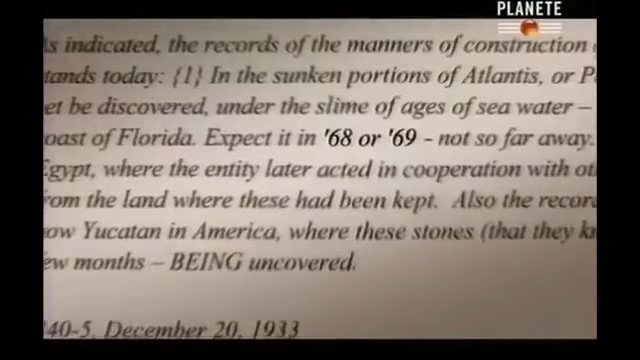 PLANETE
As indicated, the records of the manners of construction
tands today: {1} In the sunken portions of Atlantis, or P
et be discovered, under the slime of ages of sea water –
oast of Florida. Expect it in '68 or '69 - not so far away.
Egypt, where the entity later acted in cooperation with ot
rom the land where these had been kept. Also the recor
ow Yucatan in America, where these stones (that they k
ew months – BEING uncovered.
40-5, December 20, 1933